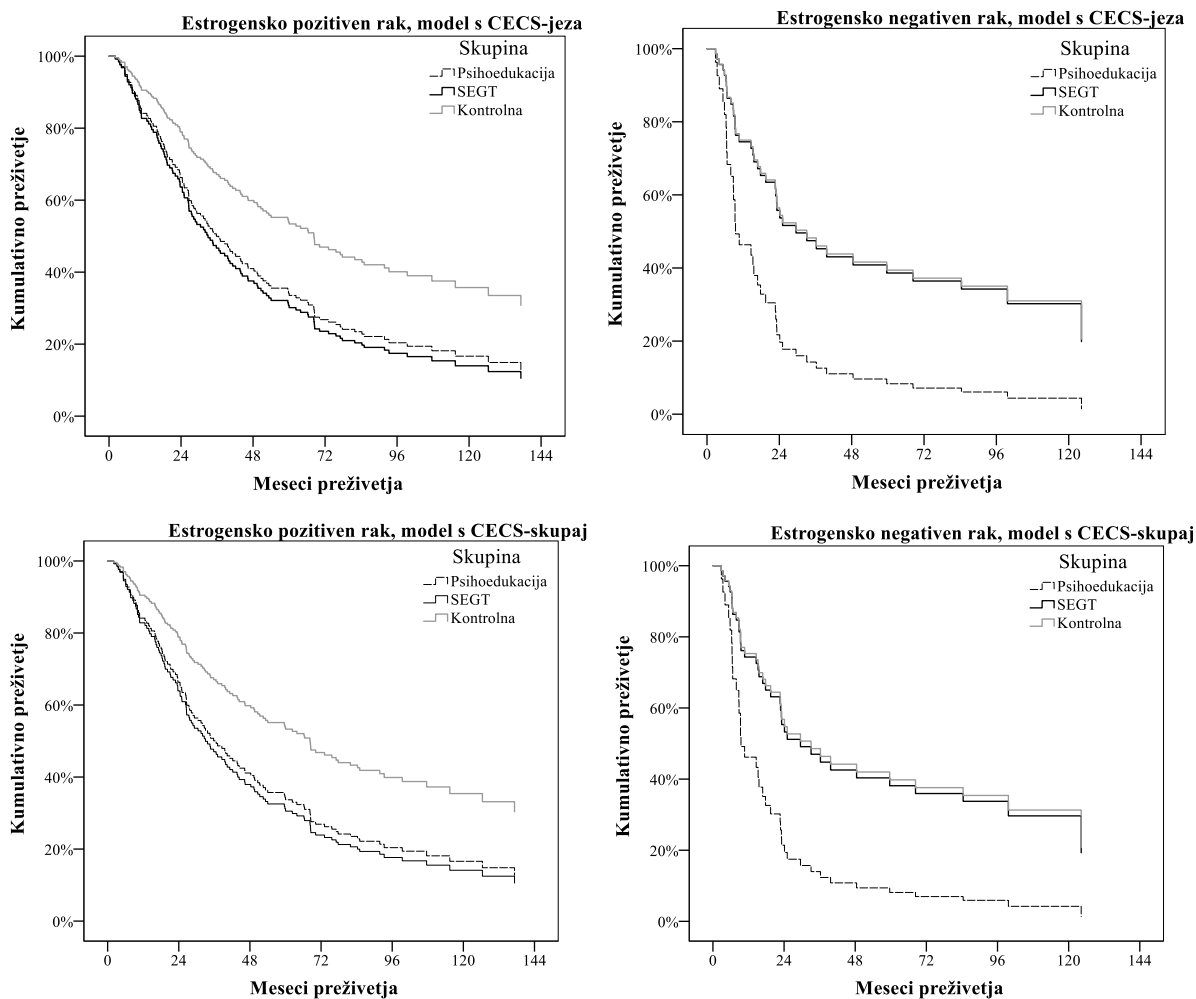 Estrogensko pozitiven rak, model s CECS-jeza
Skupina
Psihoedukacija
SEGT
Kontrolna
Kumulativno preživetje
100%
80%
60%
40%
20%
0%
0 24 48 72 96 120 144
Meseci preživetja
Estrogensko negativen rak, model s CECS-jeza
Skupina
Psihoedukacija
SEGT
Kontrolna
Kumulativno preživetje
100%
80%
60%
40%
20%
0%
0 24 48 72 96 120 144
Meseci preživetja
Estrogensko pozitiven rak, model s CECS-skupaj
Skupina
Psihoedukacija
SEGT
Kontrolna
Kumulativno preživetje
100%
80%
60%
40%
20%
0%
0 24 48 72 96 120 144
Meseci preživetja
Estrogensko negativen rak, model s CECS-skupaj
Skupina
Psihoedukacija
SEGT
Kontrolna
Kumulativno preživetje
100%
80%
60%
40%
20%
0%
0 24 48 72 96 120 144
Meseci preživetja